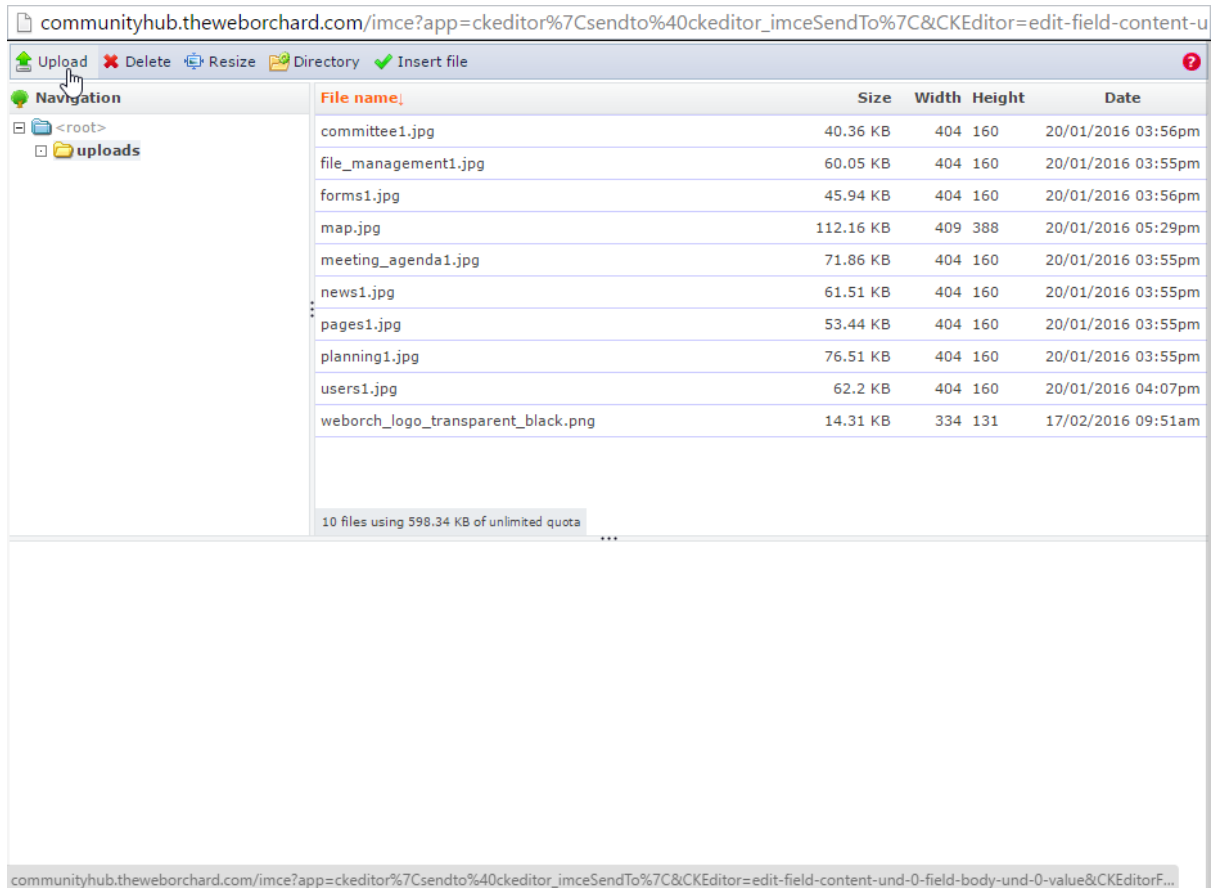 communityhub.theweborchard.com/imce?app=ckeditor%7Csendto%40ckeditor_imceSendTo%7C&CKEditor=edit-field-content-u
Upload Delete Resize Directory Insert file ?
Navigation File name↓ Size Width Height Date
<root> committee1.jpg 40.36 KB 404 160 20/01/2016 03:56pm
uploads file_management1.jpg 60.05 KB 404 160 20/01/2016 03:55pm
forms1.jpg 45.94 KB 404 160 20/01/2016 03:56pm
map.jpg 112.16 KB 409 388 20/01/2016 05:29pm
meeting_agenda1.jpg 71.86 KB 404 160 20/01/2016 03:55pm
news1.jpg 61.51 KB 404 160 20/01/2016 03:55pm
pages1.jpg 53.44 KB 404 160 20/01/2016 03:55pm
planning1.jpg 76.51 KB 404 160 20/01/2016 03:55pm
users1.jpg 62.2 KB 404 160 20/01/2016 04:07pm
weborch_logo_transparent_black.png 14.31 KB 334 131 17/02/2016 09:51am
10 files using 598.34 KB of unlimited quota
communityhub.theweborchard.com/imce?app=ckeditor%7Csendto%40ckeditor_imceSendTo%7C&CKEditor=edit-field-content-und-0-field-body-und-0-value&CKEditorF...